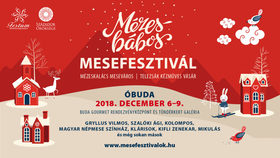 Mézes-
bábos
MESEFESZTIVÁL
MÉZESKALÁCS MESEVÁROS | TELEZSÁK KÉZMŰVES VÁSÁR
ÓBUDA
2018. DECEMBER 6-9.
BUDA GOURMET RENDEZVÉNYKÖZPONT ÉS TÜNDÉRKERT GALÉRIA
GRYLLUS VILMOS, SZALÓKI ÁGI, KOLOMPOS,
MAGYAR NÉPMESE SZÍNHÁZ, KLÁRISOK, KIFLI ZENEKAR, MIKULÁS
és még sokan mások
www.mesefesztivalok.hu